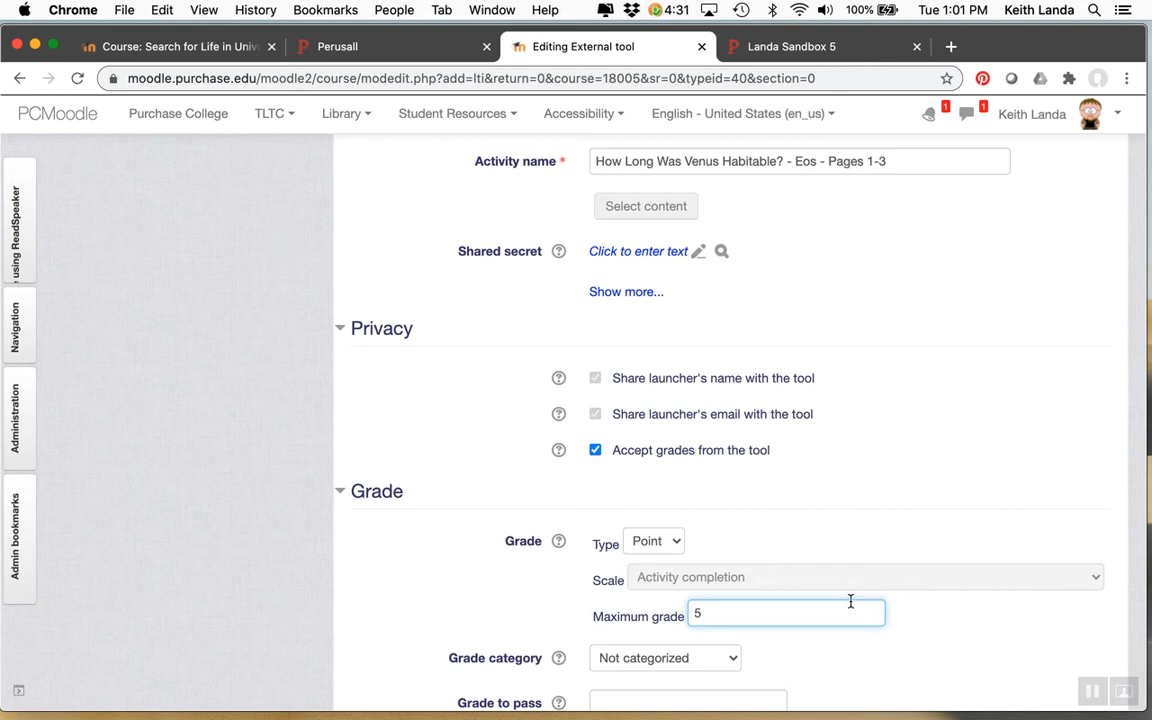 Chrome File Edit View History Bookmarks People Tab Window Help 4:31 100% Tue 1:01 PM Keith Landa
Course: Search for Life in Univ Perusall Editing External tool Landa Sandbox 5
moodle.purchase.edu/moodle2/course/modedit.php?add=lti&return=0&course=18005&sr=0&typeid=40&section=0
PCMoodle Purchase College TLTC Library Student Resources Accessibility English - United States (en_us) 1 1 Keith Landa
Activity name * How Long Was Venus Habitable? - Eos - Pages 1-3
Select content
Shared secret Click to enter text
Show more...
Privacy
Share launcher's name with the tool
Share launcher's email with the tool
Accept grades from the tool
Grade
Grade Type Point
Scale Activity completion
Maximum grade 5
Grade category Not categorized
Grade to pass
using ReadSpeaker
Navigation
Administration
Admin bookmarks